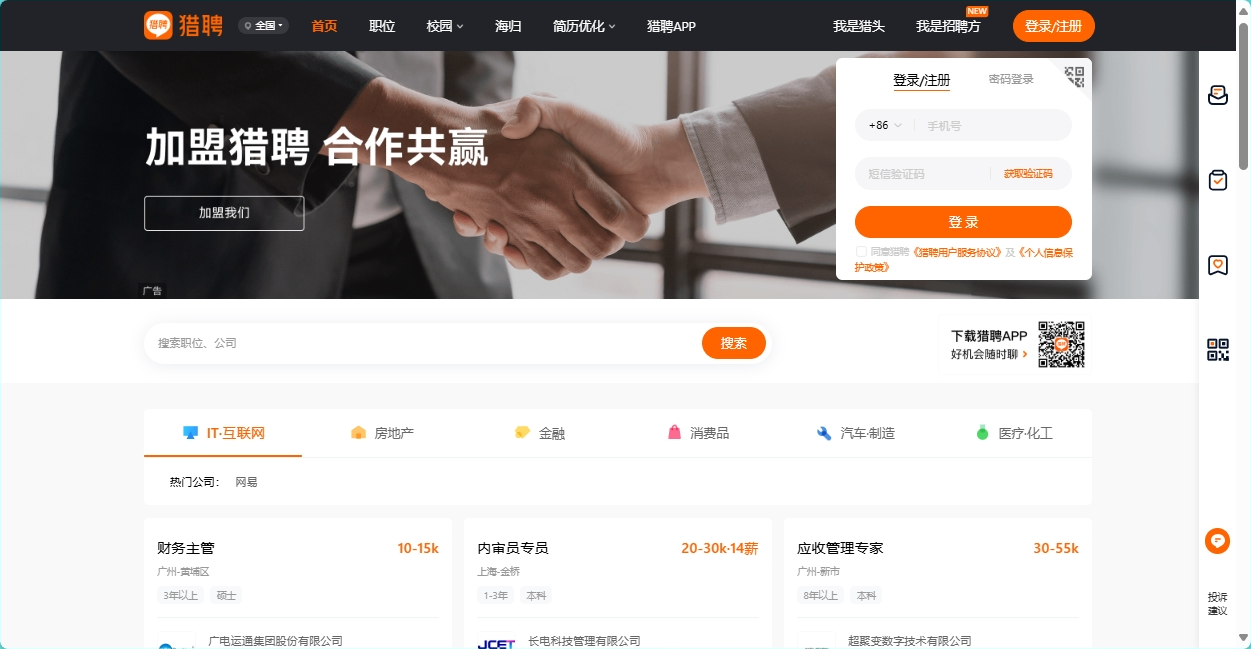 猎聘 猎聘 全国 首页 职位 校园 海归 简历优化 猎聘APP 我是猎头 我是招聘方 NEW 登录/注册
登录/注册 密码登录
加盟猎聘 合作共赢
+86 手机号
短信验证码 获取验证码
加盟我们
登 录
同意猎聘《猎聘用户服务协议》及《个人信息保
护政策》
广告
搜索职位、公司 搜索
下载猎聘APP
好机会随时聊
IT·互联网 房地产 金融 消费品 汽车·制造 医疗·化工
热门公司： 网易
财务主管 10-15k
广州-黄埔区
3年以上 硕士
广电运通集团股份有限公司
内审员专员 20-30k·14薪
上海-金桥
1-3年 本科
JCET 长电科技管理有限公司
应收管理专家 30-55k
广州-新市
8年以上 本科
超聚变数字技术有限公司
投诉
建议